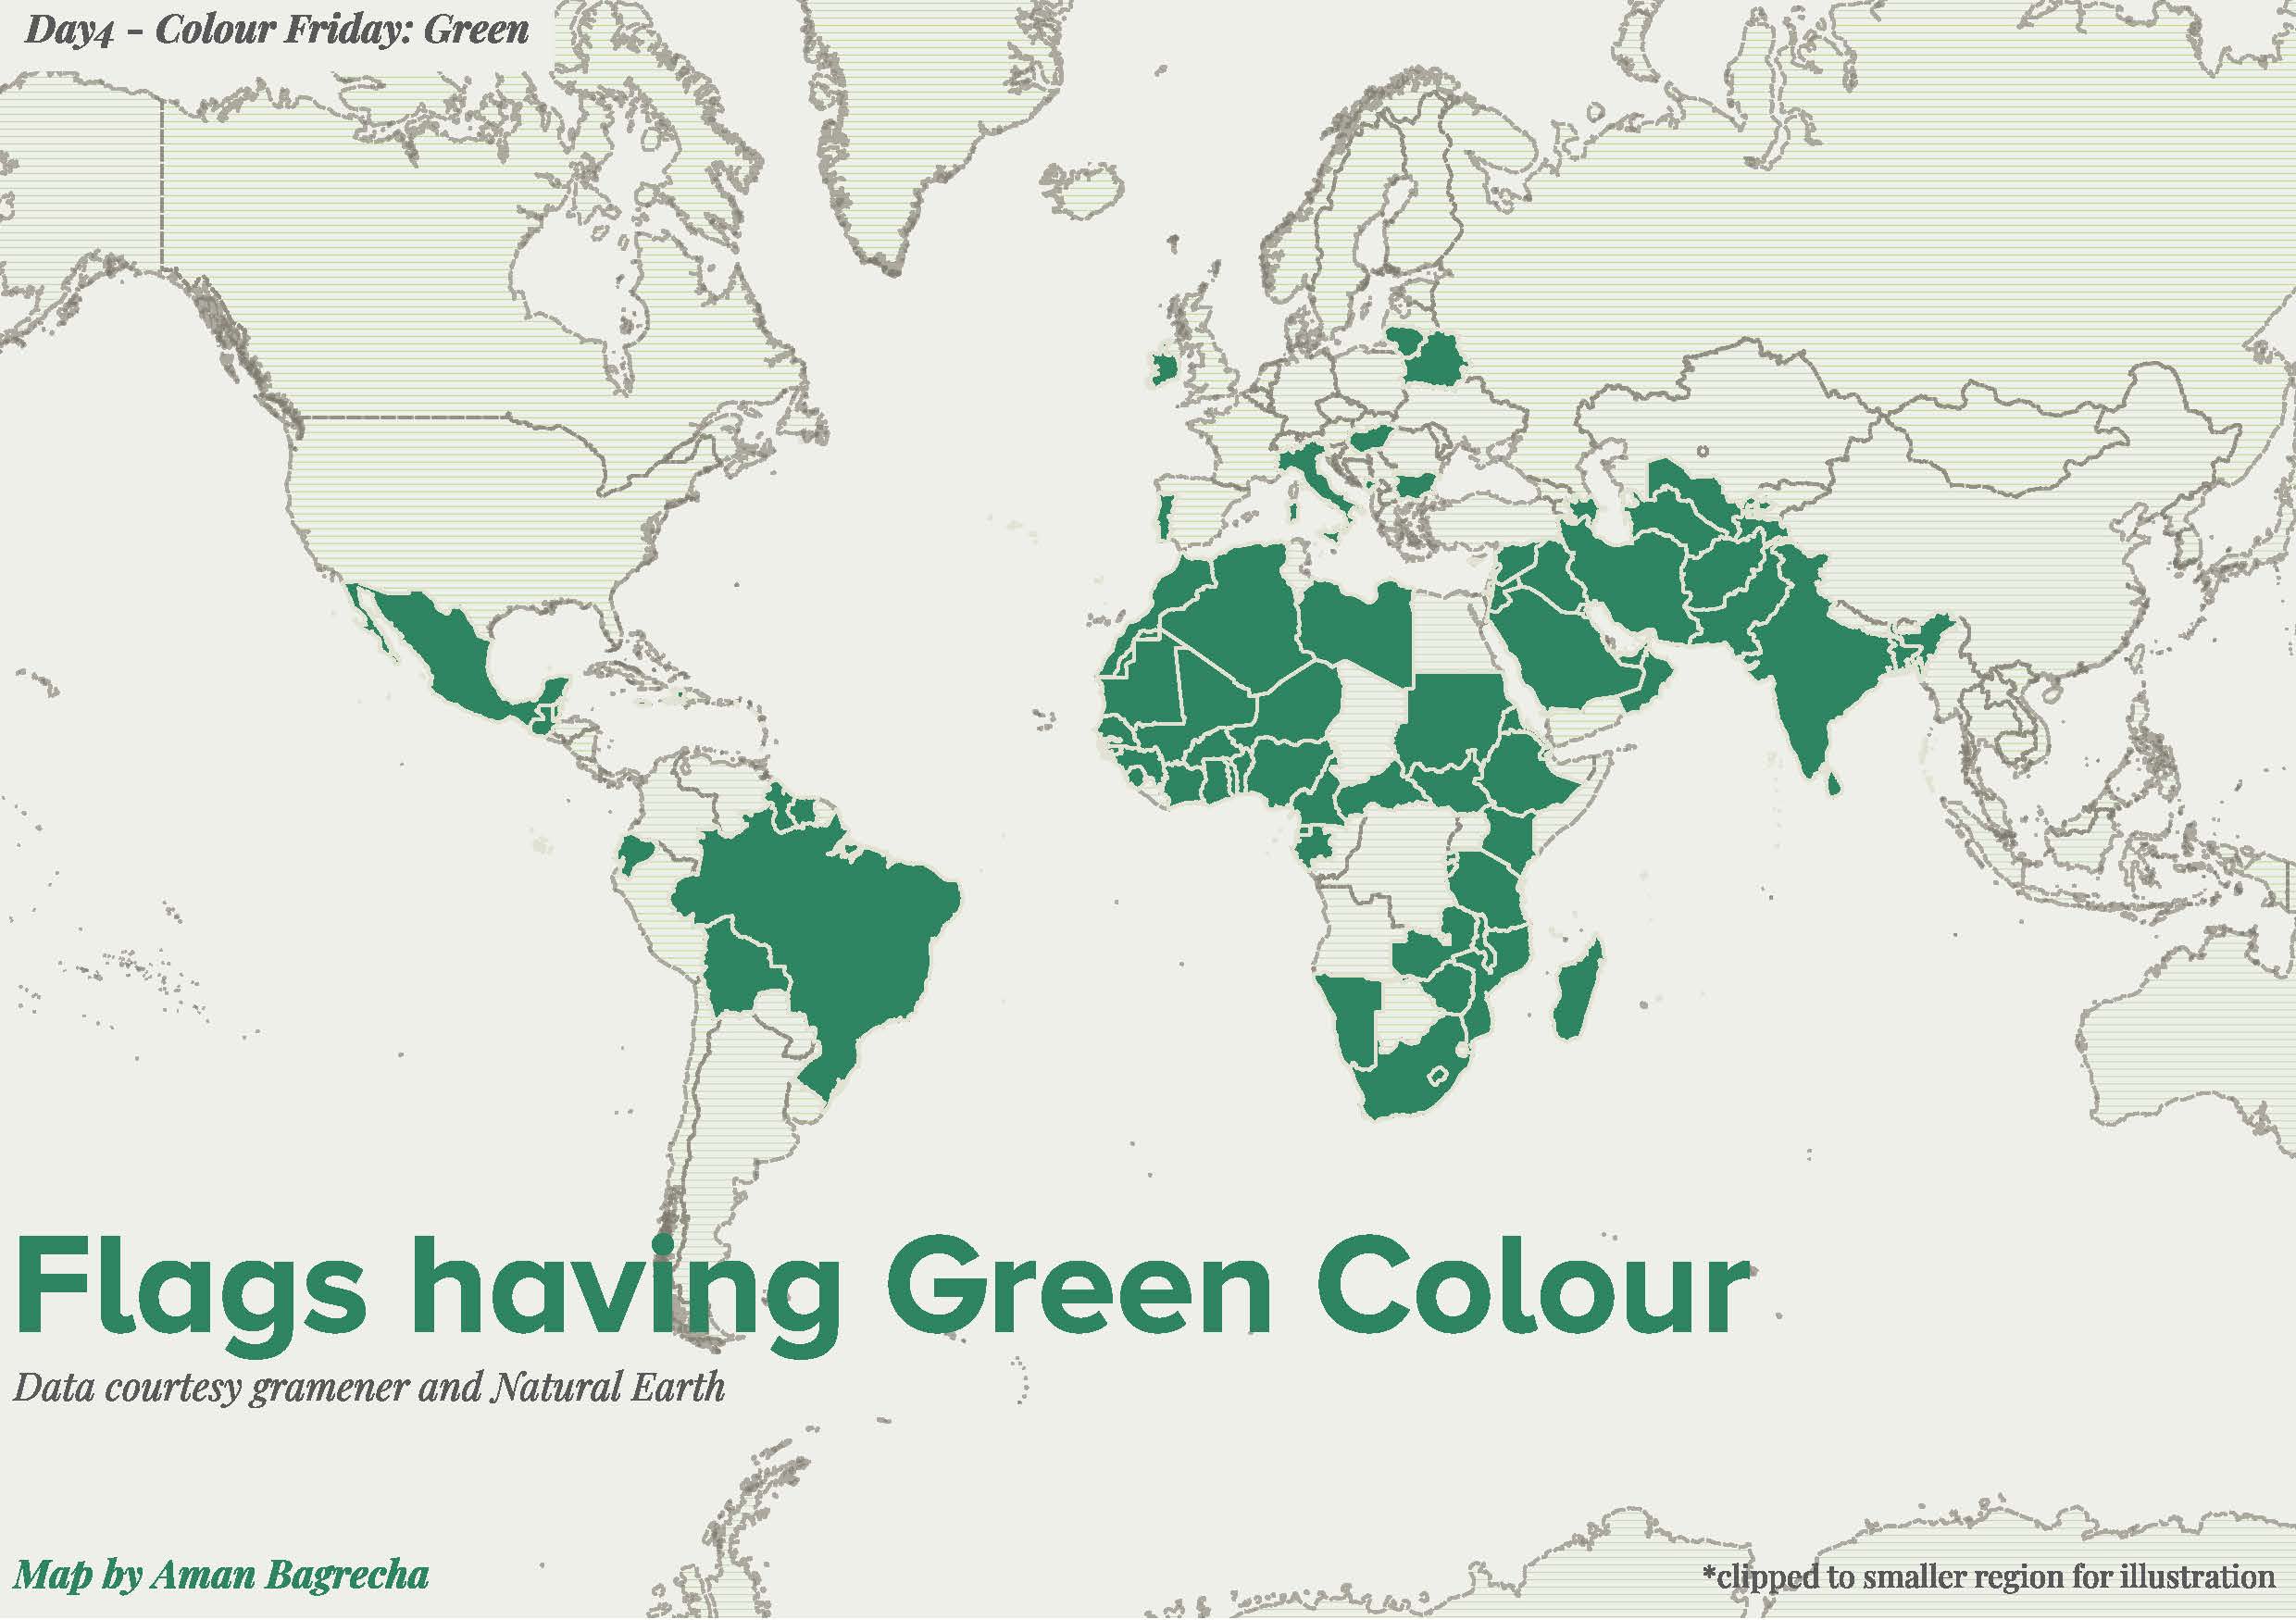 Day4 - Colour Friday: Green
Flags having Green Colour
Data courtesy gramener and Natural Earth
Map by Aman Bagrecha
*clipped to smaller region for illustration